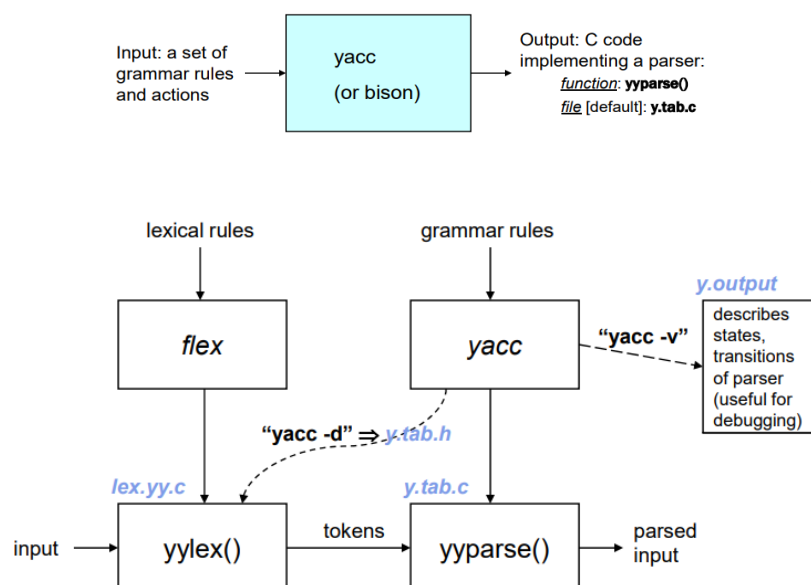 Input: a set of
grammar rules
and actions
yacc
(or bison)
Output: C code
implementing a parser:
function: yyparse()
file [default]: y.tab.c
lexical rules
grammar rules
y.output
flex
yacc
“yacc -v”
describes
states,
transitions
of parser
(useful for
debugging)
“yacc -d” ⇒ y.tab.h
lex.yy.c
y.tab.c
input
yylex()
tokens
yyparse()
parsed
input